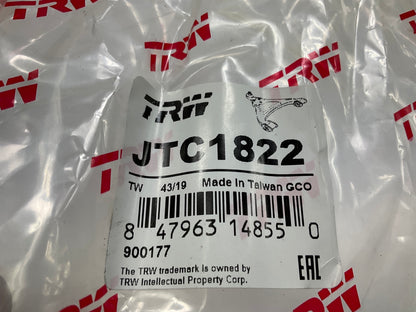 TRW
TRW
TRW
TRW
TRW
JTC1822
TW 43/19 Made In Taiwan GCO
8 47963 14855 0
900177
The TRW trademark is owned by
TRW Intellectual Property Corp.
EAC
TRW